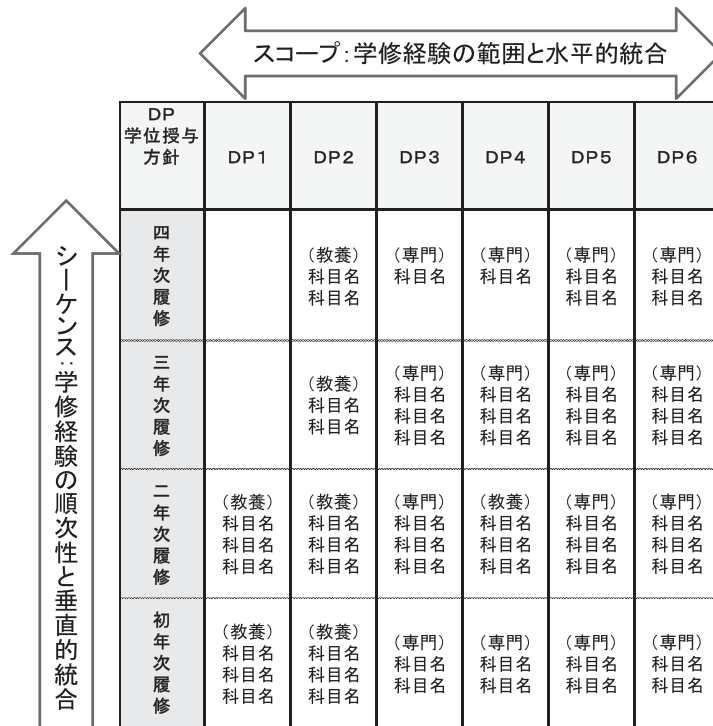 スコープ：学修経験の範囲と水平的統合
シーケンス：学修経験の順次性と垂直的統合
DP
学位授与
方針
DP1
DP2
DP3
DP4
DP5
DP6
四年次履修
（教養）
科目名
科目名
（専門）
科目名
（専門）
科目名
（専門）
科目名
科目名
（専門）
科目名
科目名
三年次履修
（教養）
科目名
科目名
（専門）
科目名
科目名
科目名
（専門）
科目名
科目名
科目名
（専門）
科目名
科目名
科目名
（専門）
科目名
科目名
科目名
二年次履修
（教養）
科目名
科目名
科目名
（教養）
科目名
科目名
科目名
（専門）
科目名
科目名
科目名
（教養）
科目名
科目名
科目名
（専門）
科目名
科目名
科目名
（専門）
科目名
科目名
科目名
初年次履修
（教養）
科目名
科目名
科目名
（教養）
科目名
科目名
科目名
（専門）
科目名
科目名
（専門）
科目名
科目名
（専門）
科目名
科目名
（専門）
科目名
科目名